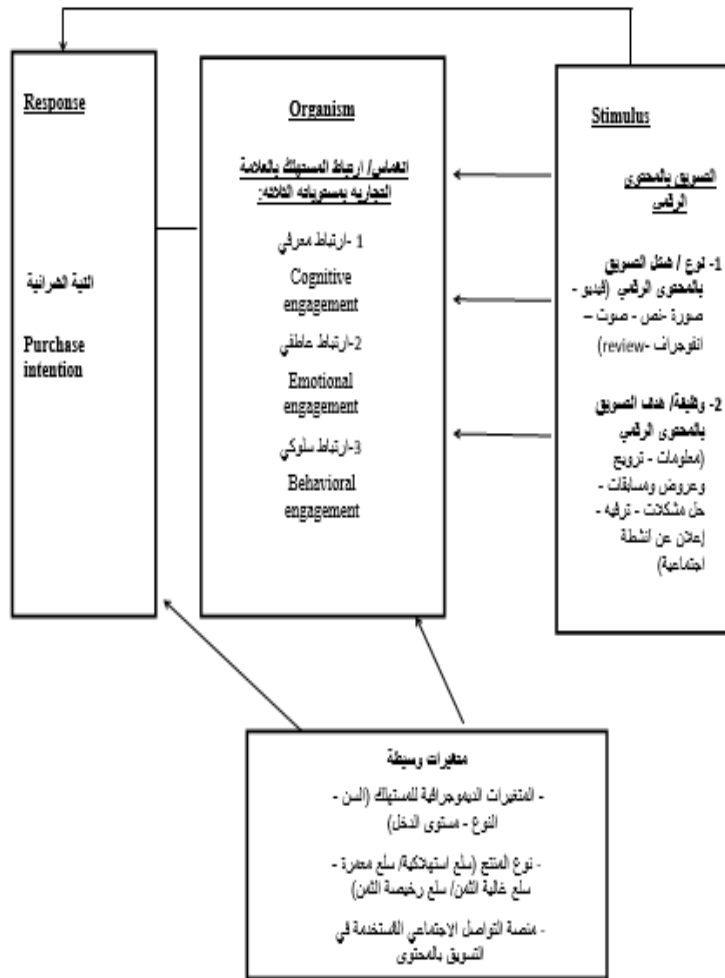 Stimulus
التسويق بالمحتوى
الرقمى
1- نوع / شكل التسويق
بالمحتوى الرقمي (فيديو -
صورة -نص - صوت –
انفوجراف -review)
2- وظيفة/ هدف التسويق
بالمحتوى الرقمي
(معلومات - ترويج
وعروض ومسابقات -
حل مشكلات - ترفيه -
إعلان عن أنشطة
اجتماعية)
Organism
انغماس/ ارتباط المستهلك بالعلامة
التجاريه بمستوياته الثلاثه:
1 -ارتباط معرفي
Cognitive
engagement
2-ارتباط عاطفي
Emotional
engagement
3-ارتباط سلوكي
Behavioral
engagement
Response
النية الشرائية
Purchase
intention
متغيرات وسيطة
- المتغيرات الديموجرافية للمستهلك (السن -
النوع - مستوى الدخل)
- نوع المنتج (سلع استهلاكية/ سلع معمرة -
سلع غالية الثمن/ سلع رخيصة الثمن)
- منصة التواصل الاجتماعي المستخدمة في
التسويق بالمحتوى